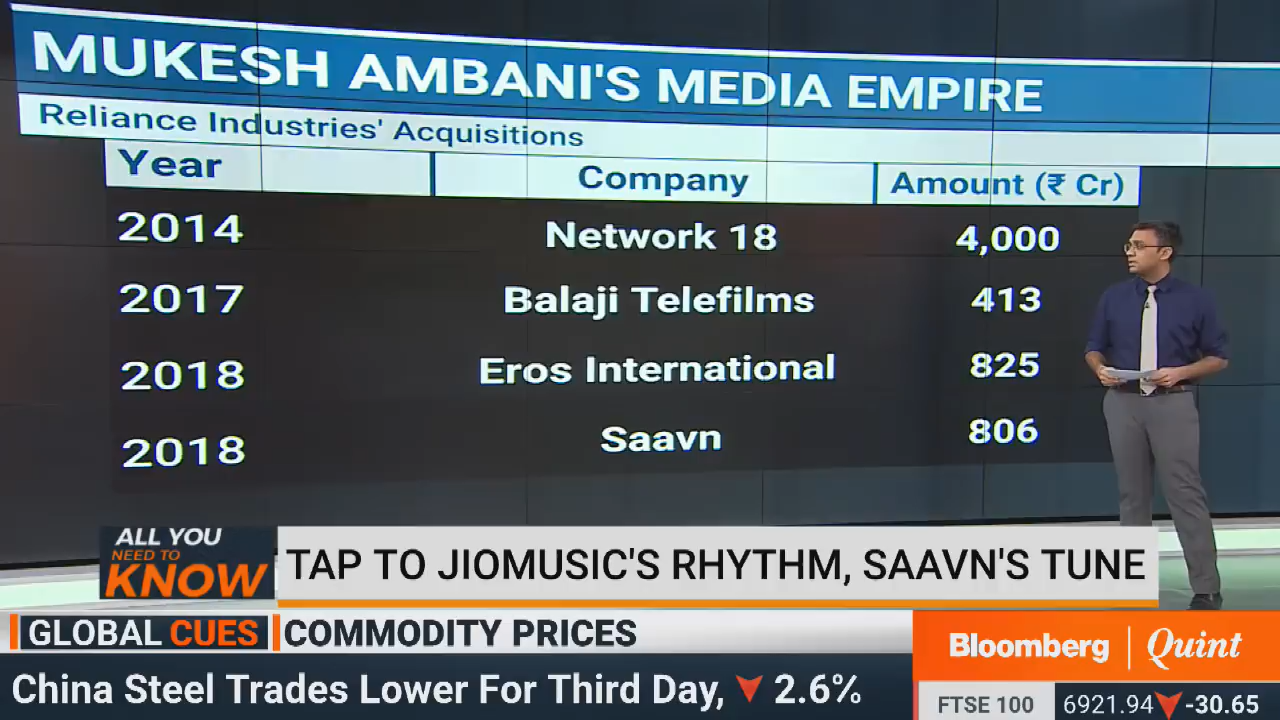 MUKESH AMBANI'S MEDIA EMPIRE
Reliance Industries' Acquisitions
Year Company Amount (₹ Cr)
2014 Network 18 4,000
2017 Balaji Telefilms 413
2018 Eros International 825
2018 Saavn 806
ALL YOU
NEED TO
KNOW
TAP TO JIOMUSIC'S RHYTHM, SAAVN'S TUNE
GLOBAL CUES COMMODITY PRICES
Bloomberg | Quint
China Steel Trades Lower For Third Day, ▼ 2.6%
FTSE 100 6921.94 ▼ -30.65